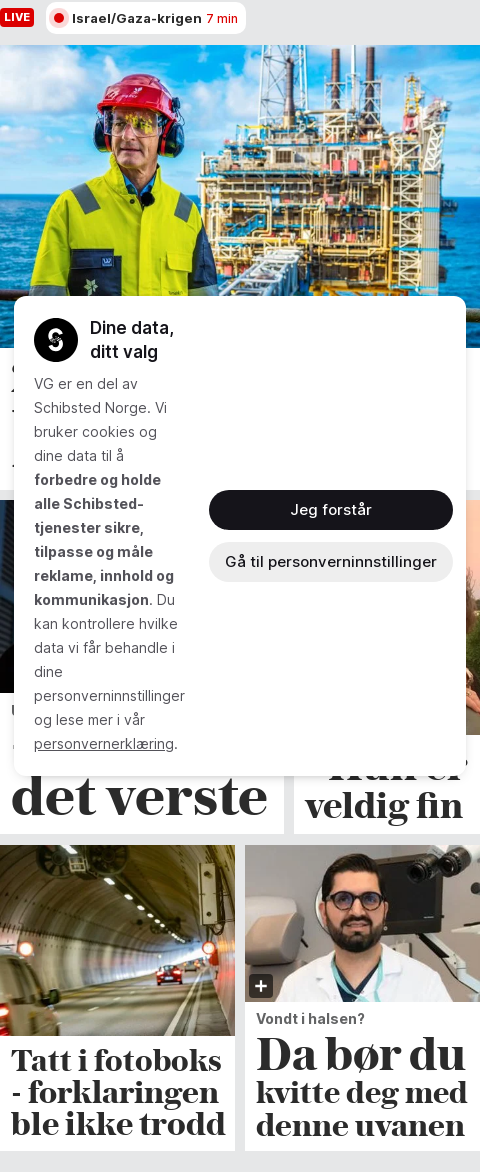 LIVE
Israel/Gaza-krigen 7 min
Dine data,
ditt valg
VG er en del av
Schibsted Norge. Vi
bruker cookies og
dine data til å
forbedre og holde
alle Schibsted-
tjenester sikre,
tilpasse og måle
reklame, innhold og
kommunikasjon. Du
kan kontrollere hvilke
data vi får behandle i
dine
personverninnstillinger
og lese mer i vår
personvernerklæring.
Jeg forstår
Gå til personverninnstillinger
det verste
veldig fin
Tatt i fotoboks
- forklaringen
ble ikke trodd
Vondt i halsen?
Da bør du
kvitte deg med
denne uvanen